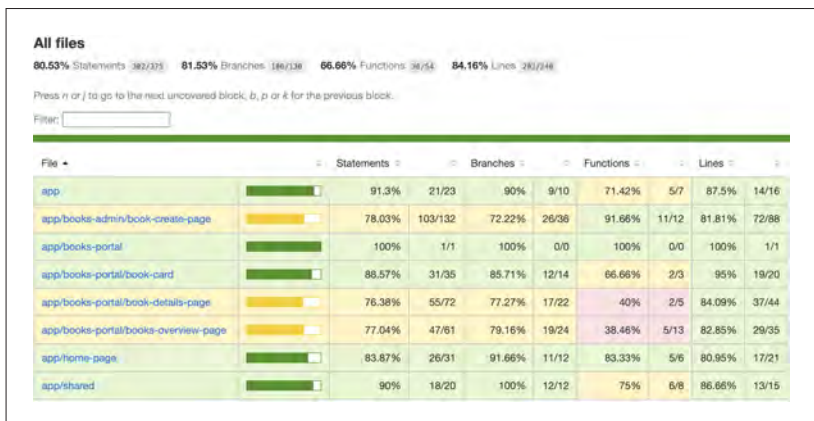 All files
80.53% Statements 302/375 81.53% Branches 106/130 66.66% Functions 36/54 84.16% Lines 202/240
Press n or j to go to the next uncovered block, b, p or k for the previous block.
Filter:
File Statements Branches Functions Lines
app 91.3% 21/23 90% 9/10 71.42% 5/7 87.5% 14/16
app/books-admin/book-create-page 78.03% 103/132 72.22% 26/36 91.66% 11/12 81.81% 72/88
app/books-portal 100% 1/1 100% 0/0 100% 0/0 100% 1/1
app/books-portal/book-card 88.57% 31/35 85.71% 12/14 66.66% 2/3 95% 19/20
app/books-portal/book-details-page 76.38% 55/72 77.27% 17/22 40% 2/5 84.09% 37/44
app/books-portal/books-overview-page 77.04% 47/61 79.16% 19/24 38.46% 5/13 82.85% 29/35
app/home-page 83.87% 26/31 91.66% 11/12 83.33% 5/6 80.95% 17/21
app/shared 90% 18/20 100% 12/12 75% 6/8 86.66% 13/15